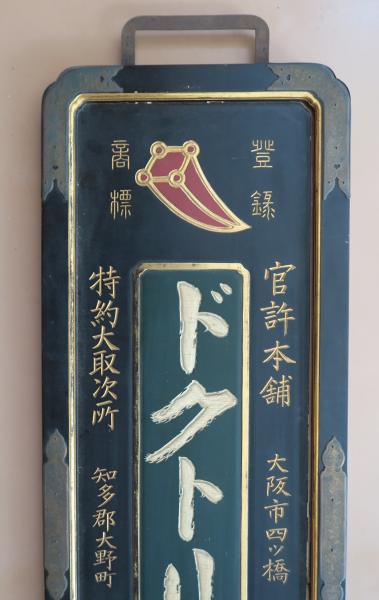 登録
商標
官許本舗
大阪市四ツ橋
ドクトリ
特約大取次所
知多郡大野町